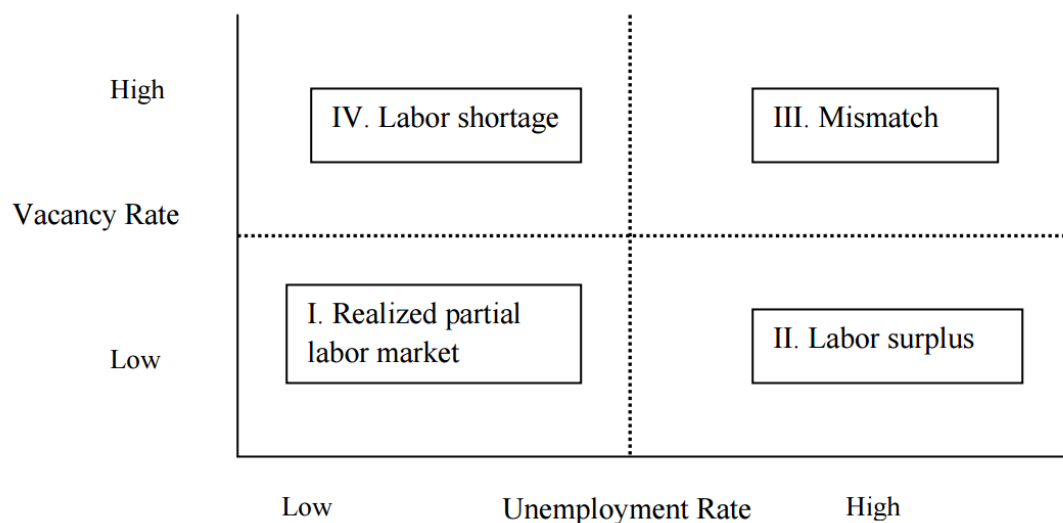 High
IV. Labor shortage
III. Mismatch
Vacancy Rate
I. Realized partial
labor market
II. Labor surplus
Low
Low
Unemployment Rate
High